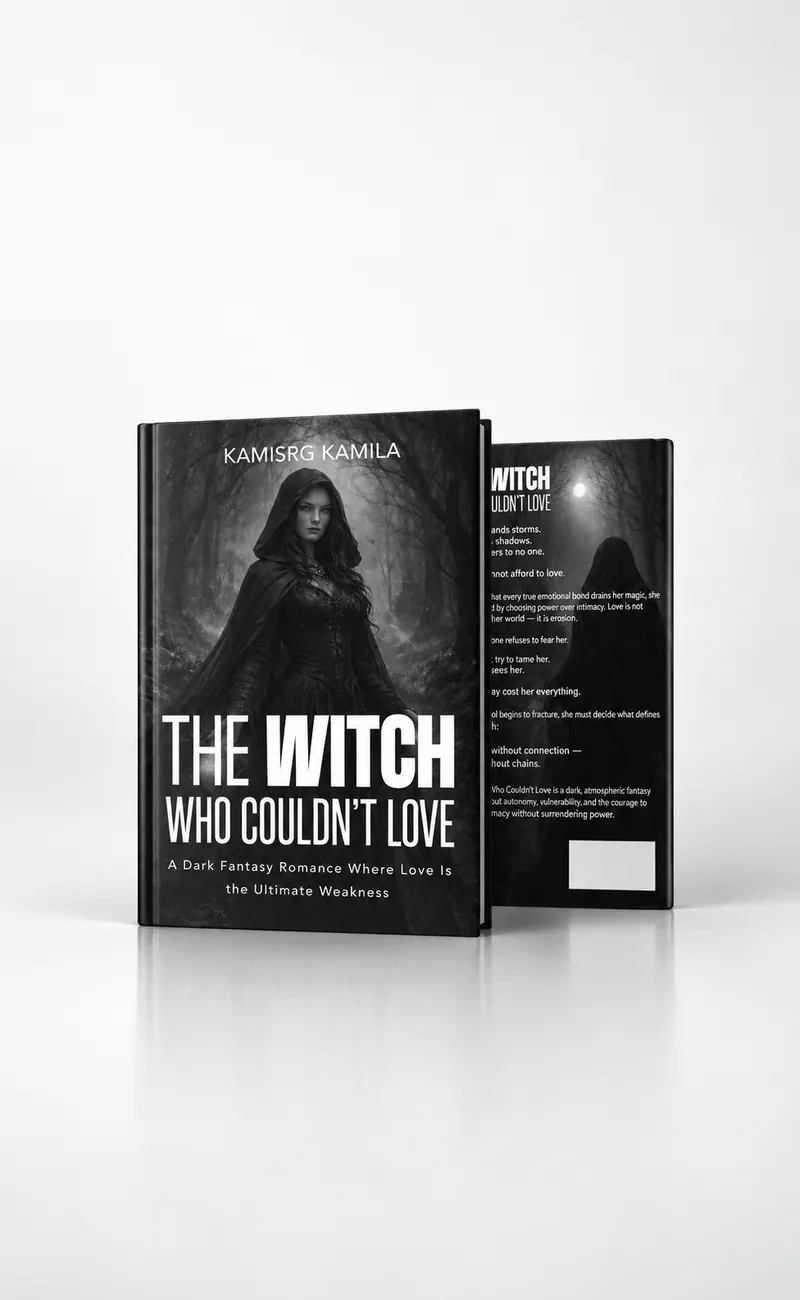 KAMISRG KAMILA
THE WITCH
WHO COULDN'T LOVE
A Dark Fantasy Romance Where Love Is
the Ultimate Weakness
WITCH
ULDN'T LOVE
ands storms.
shadows.
ers to no one.
nnot afford to love.
hat every true emotional bond drains her magic, she
d by choosing power over intimacy. Love is not
her world — it is erosion.
one refuses to fear her.
try to tame her.
sees her.
ay cost her everything.
ol begins to fracture, she must decide what defines
h:
without connection —
hout chains.
Who Couldn't Love is a dark, atmospheric fantasy
out autonomy, vulnerability, and the courage to
macy without surrendering power.